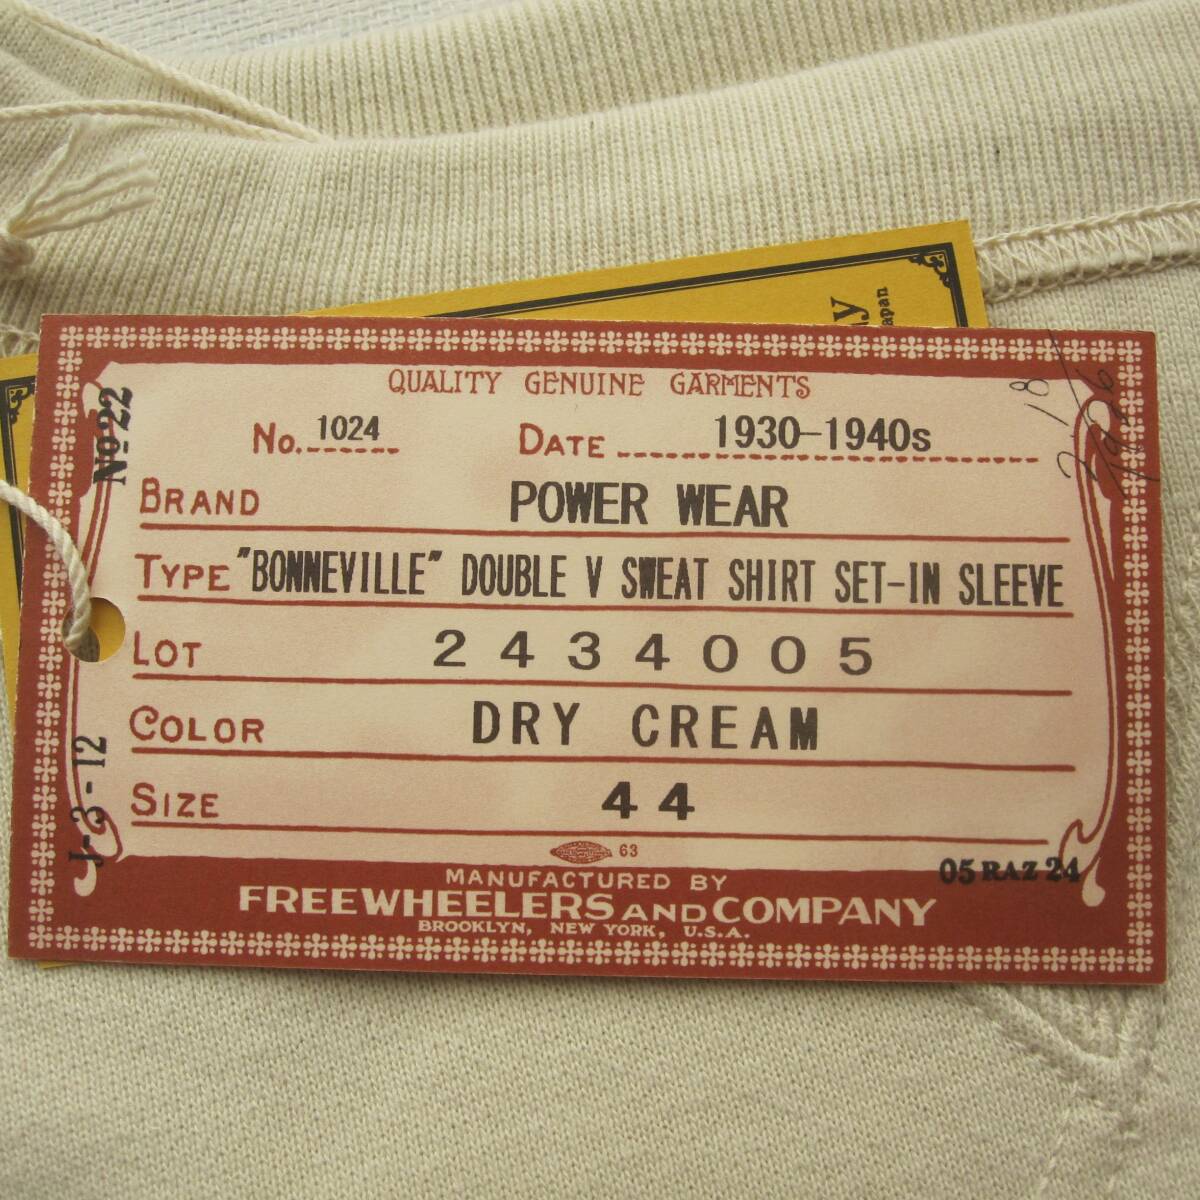 QUALITY GENUINE GARMENTS
No. 1024 DATE 1930-1940s
BRAND POWER WEAR
TYPE "BONNEVILLE" DOUBLE V SWEAT SHIRT SET-IN SLEEVE
LOT 2434005
COLOR DRY CREAM
SIZE 44
63
MANUFACTURED BY
FREEWHEELERS AND COMPANY
BROOKLYN, NEW YORK, U.S.A.
No22
J-3-12
05 RAZ 24